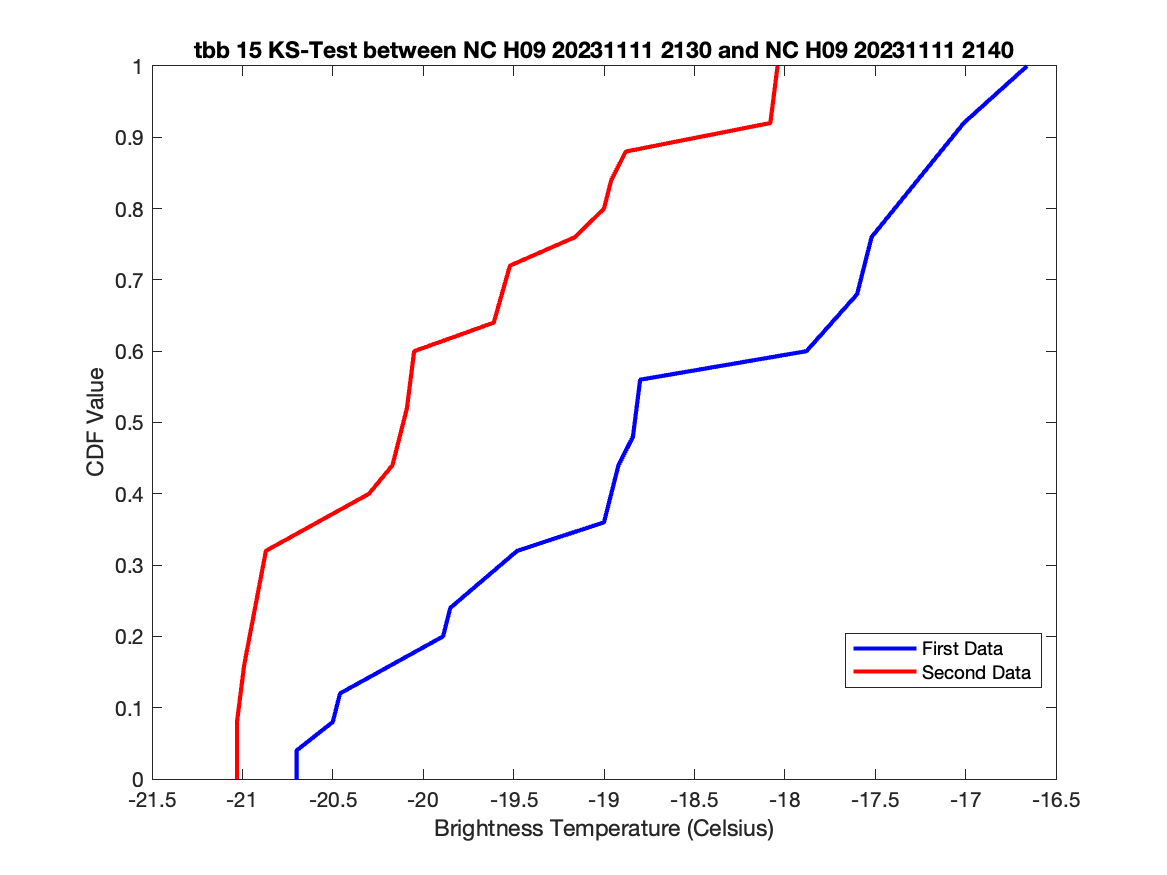 tbb 15 KS-Test between NC H09 20231111 2130 and NC H09 20231111 2140
1
0.9
0.8
0.7
0.6
0.5
0.4
0.3
0.2
0.1
0
CDF Value
First Data
Second Data
-21.5 -21 -20.5 -20 -19.5 -19 -18.5 -18 -17.5 -17 -16.5
Brightness Temperature (Celsius)